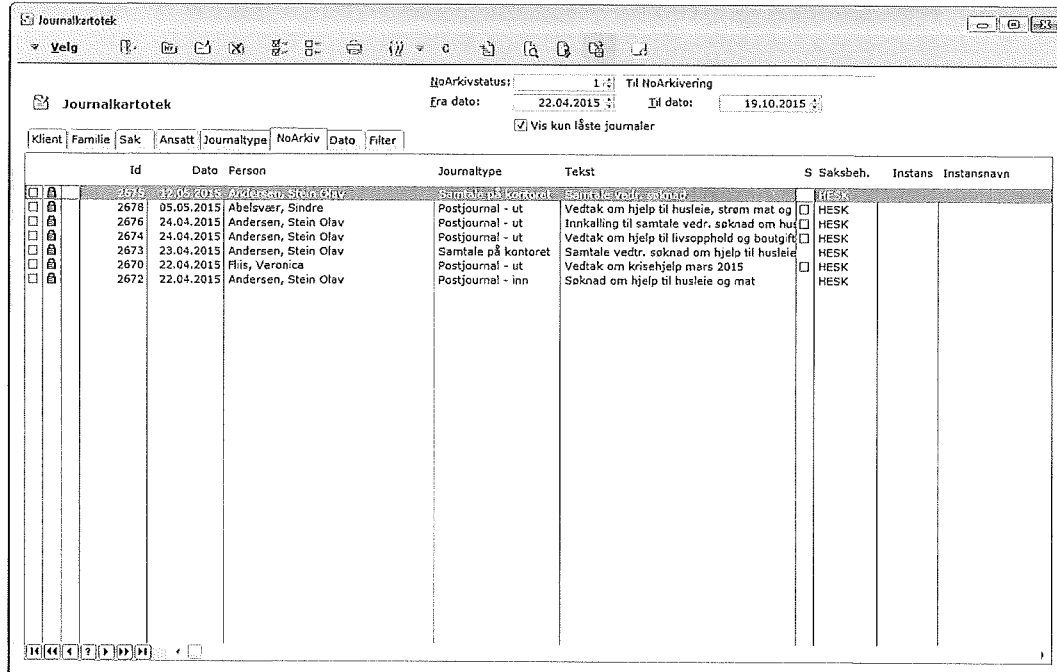 Journalkartotek
Velg
NoArkivstatus: 1 Til NoArkivering
Journalkartotek
Fra dato: 22.04.2015 Til dato: 19.10.2015
Vis kun låste journaler
Klient Familie Sak Ansatt Journaltype NoArkiv Dato Filter
Id Dato Person Journaltype Tekst S Saksbeh. Instans Instansnavn
12.05.2015 Andersen, Stein Olav Samtale på kontoret Samtale vedr. søknad HESK
2678 05.05.2015 Abelsvær, Sindre Postjournal - ut Vedtak om hjelp til husleie, strøm mat og HESK
2676 24.04.2015 Andersen, Stein Olav Postjournal - ut Innkalling til samtale vedr. søknad om hus HESK
2674 24.04.2015 Andersen, Stein Olav Postjournal - ut Vedtak om hjelp til livsopphold og boutgift HESK
2673 23.04.2015 Andersen, Stein Olav Samtale på kontoret Samtale vedtr. søknad om hjelp til husleie HESK
2670 22.04.2015 Veronica Postjournal - ut Vedtak om krisehjelp mars 2015 HESK
2672 22.04.2015 Andersen, Stein Olav Postjournal - inn Søknad om hjelp til husleie og mat HESK